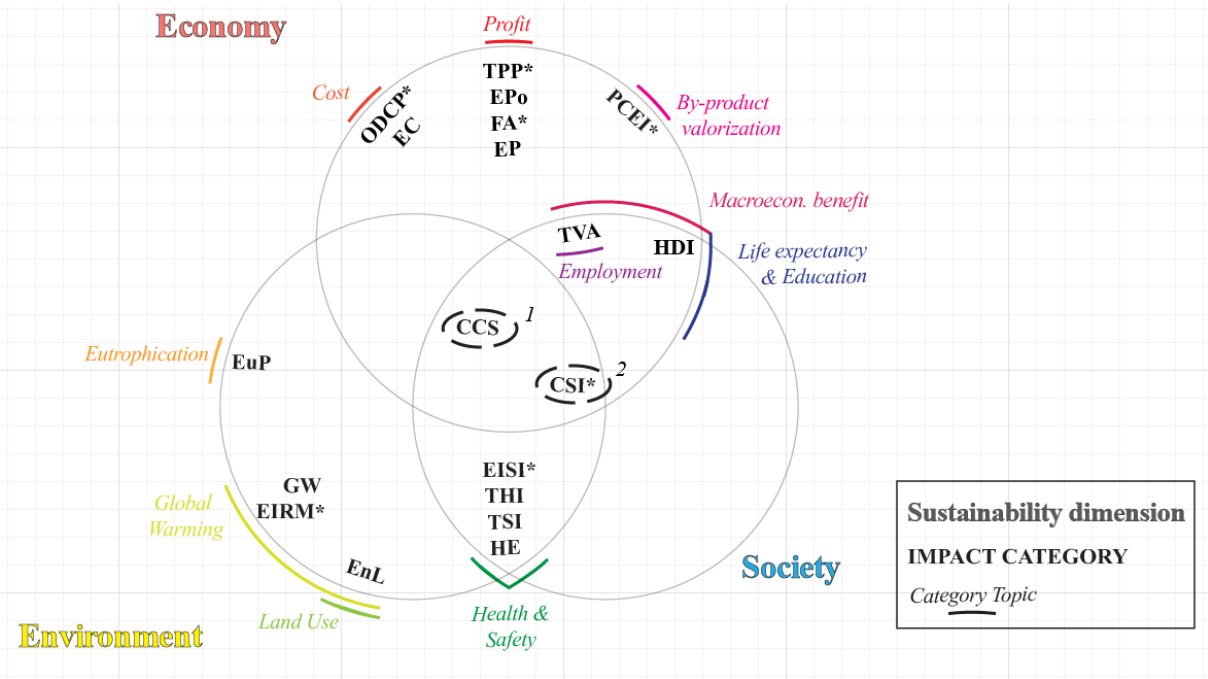 Economy
Profit
Cost
TPP*
EPo
FA*
EP
ODCP*
EC
PCEI*
By-product
valorization
Macroecon. benefit
TVA
HDI
Employment
Life expectancy
& Education
CCS
1
CSI*
2
Eutrophication
EuP
GW
EIRM*
Global
Warming
EnL
Land Use
EISI*
THI
TSI
HE
Health &
Safety
Society
Environment
Sustainability dimension
IMPACT CATEGORY
Category Topic